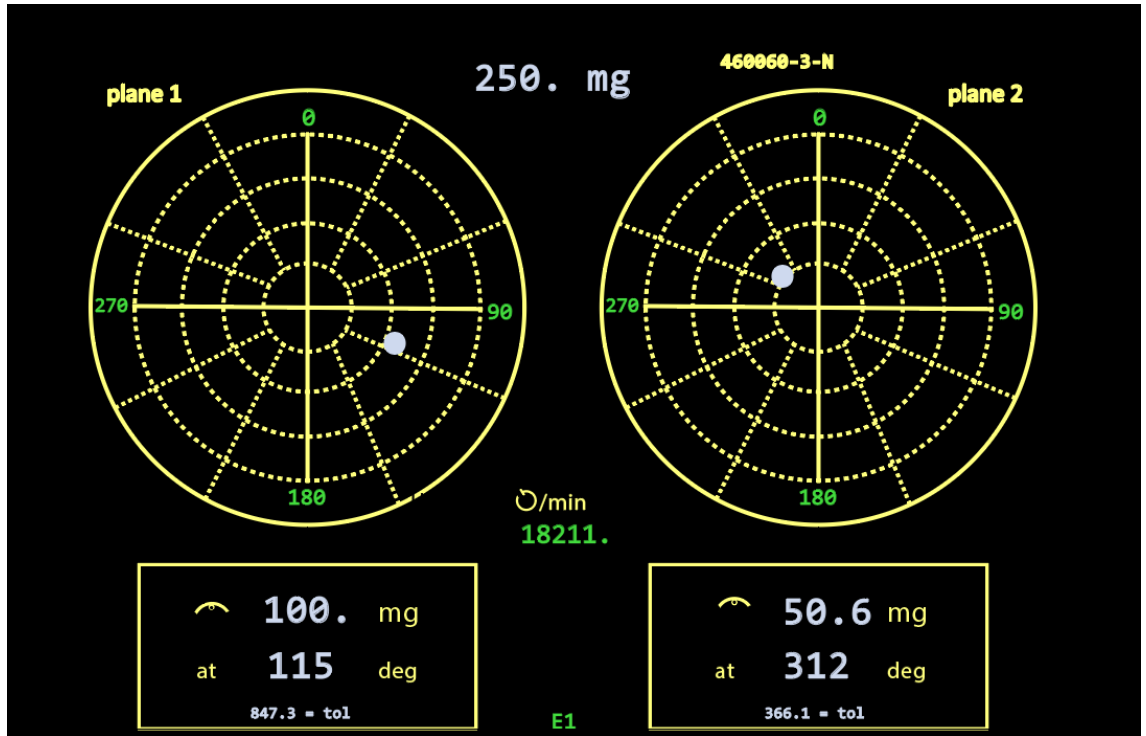 250. mg
460060-3-N
plane 1
plane 2
0
270
90
180
0
270
90
180
/min
18211.
100. mg
at 115 deg
847.3 = tol
50.6 mg
at 312 deg
366.1 = tol
E1